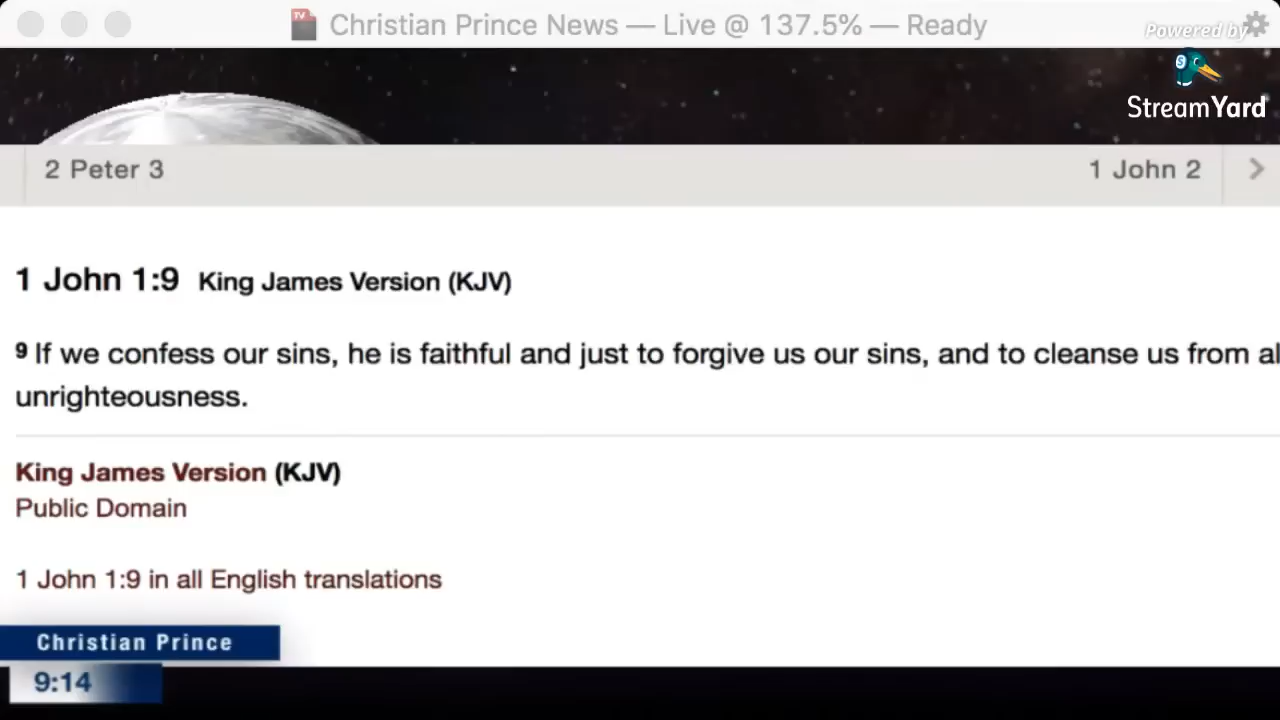 TV
Christian Prince News — Live @ 137.5% — Ready
Powered by
S
StreamYard
2 Peter 3
1 John 2
1 John 1:9 King James Version (KJV)
9 If we confess our sins, he is faithful and just to forgive us our sins, and to cleanse us from al
unrighteousness.
King James Version (KJV)
Public Domain
1 John 1:9 in all English translations
Christian Prince
9:14